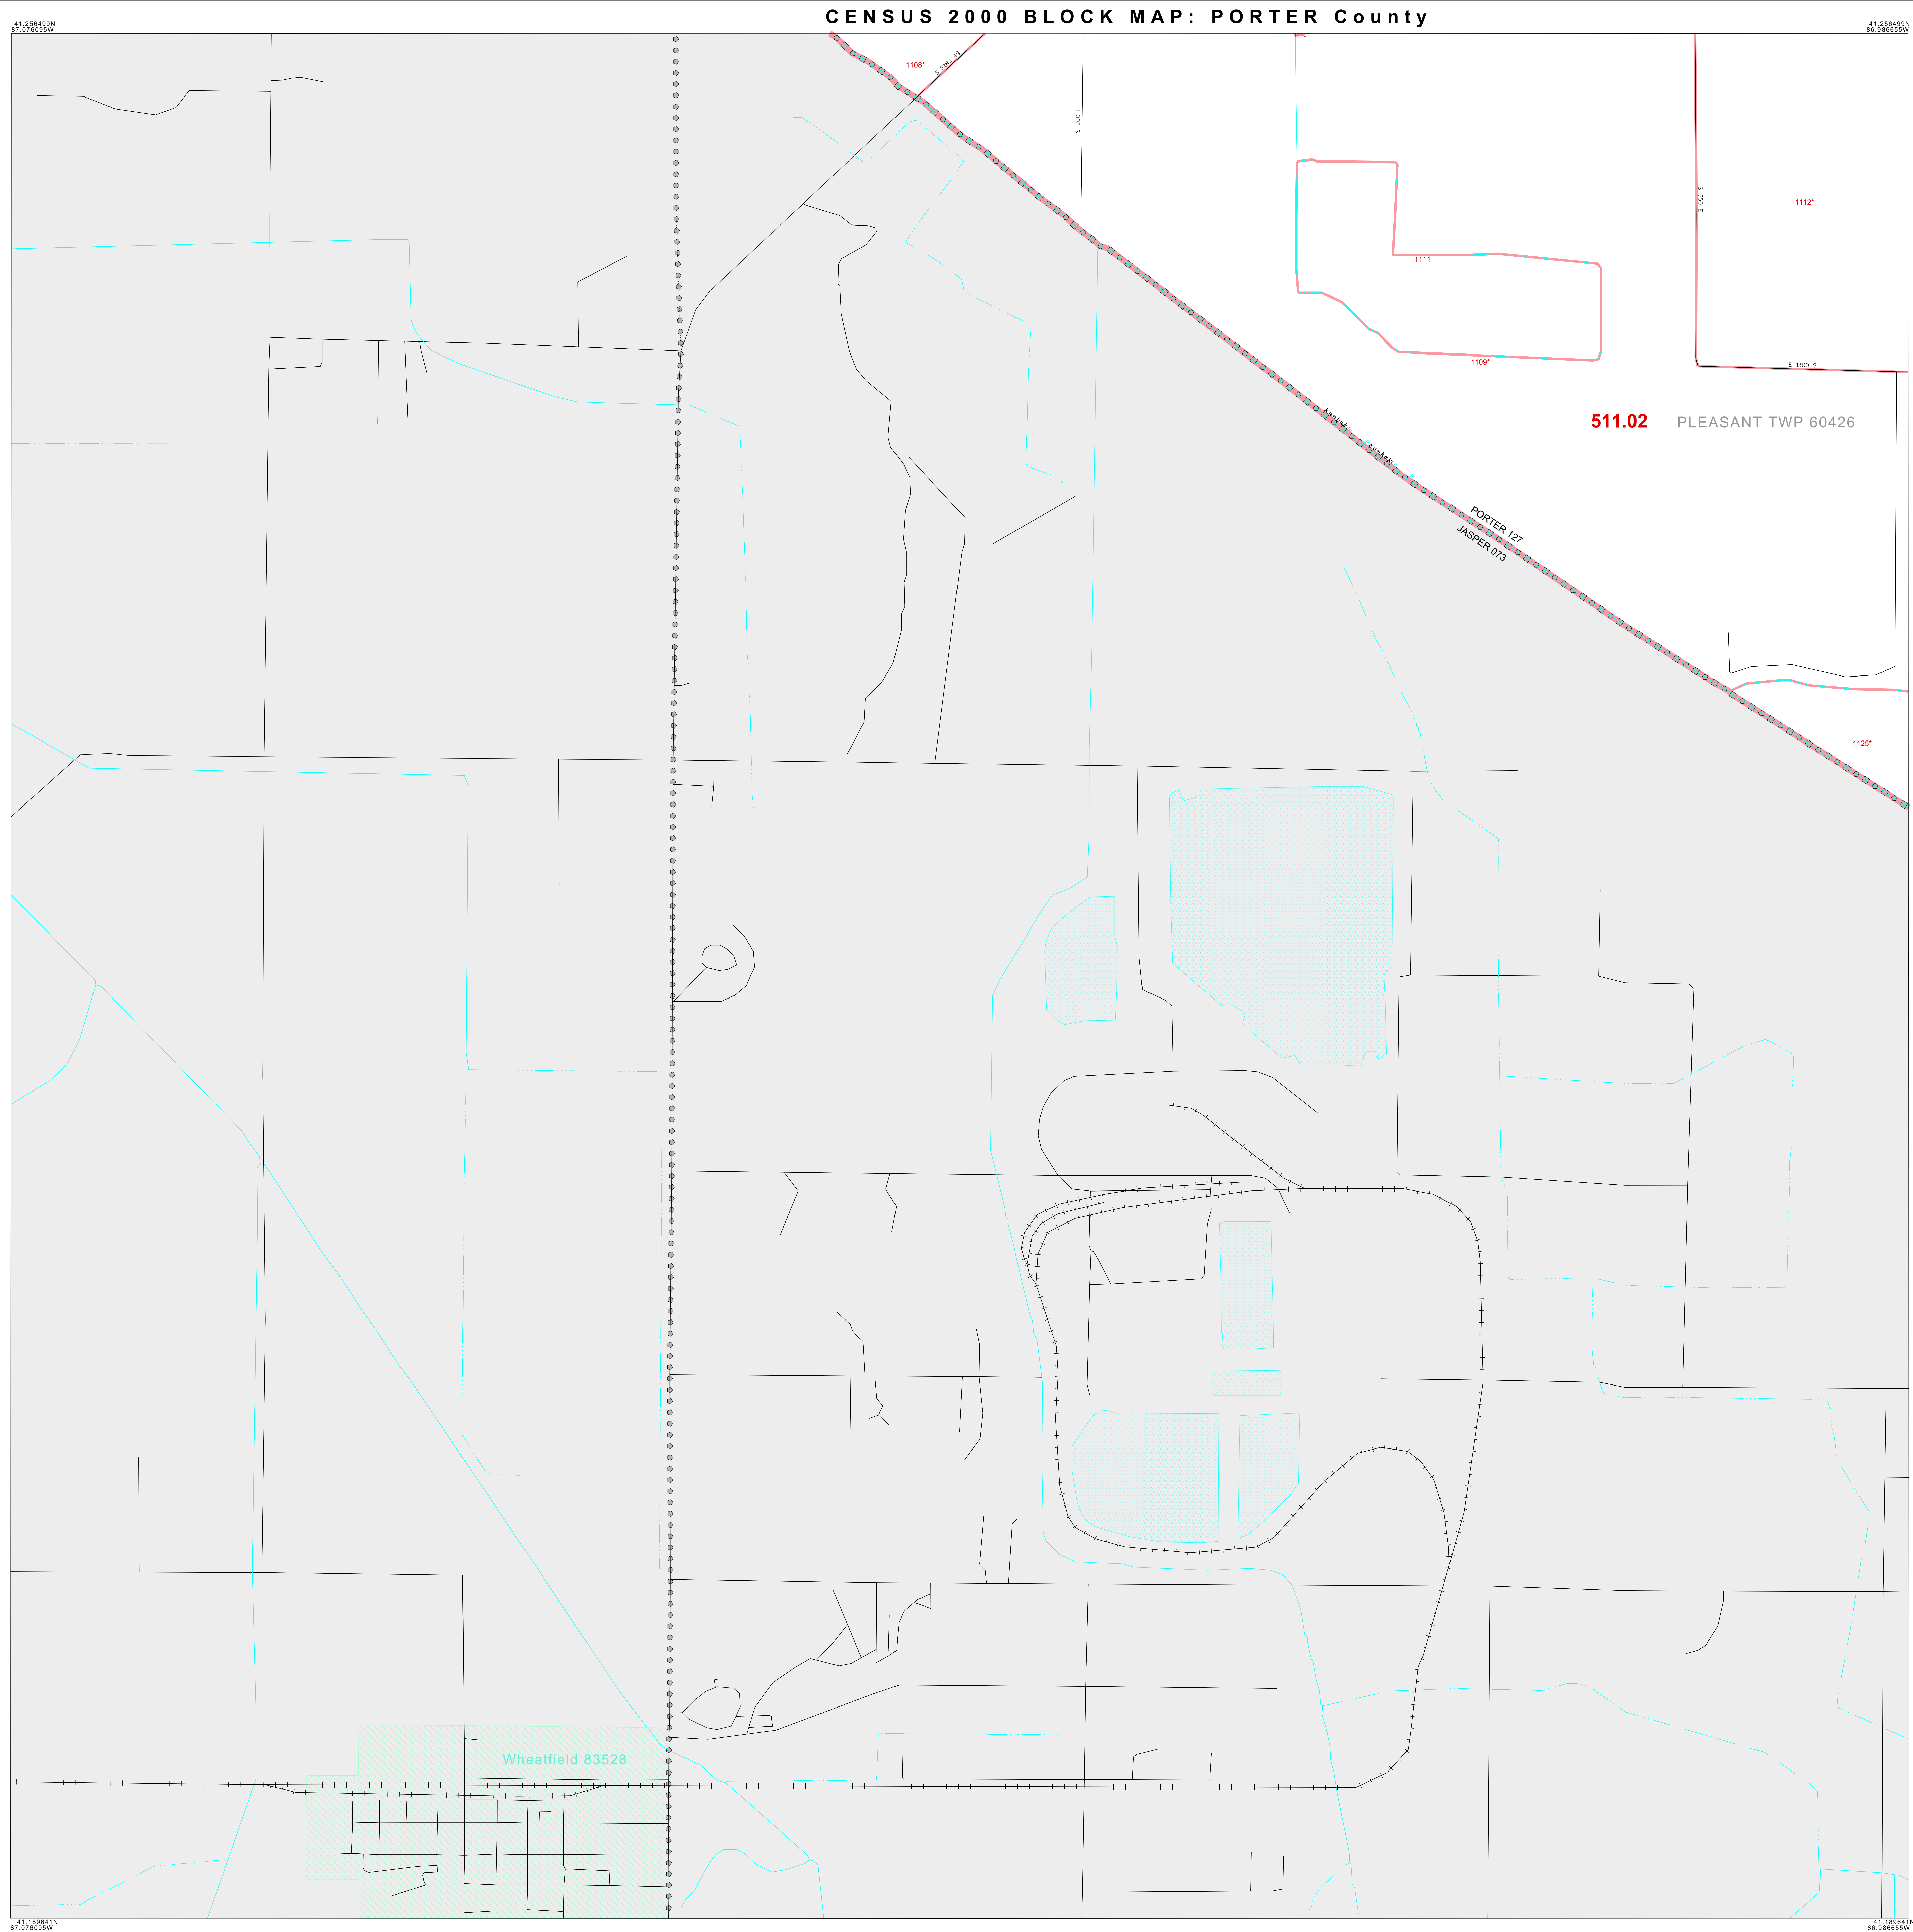 CENSUS 2000 BLOCK MAP: PORTER County
41.256499N
87.076095W
41.256499N
86.986655W
1108*
S StRd 49
S 200 E
S 350 E
1112*
1111
1109*
E 1300 S
511.02 PLEASANT TWP 60426
PORTER 127
JASPER 073
1125*
Wheatfield 83528
41.189641N
87.076095W
41.189641N
86.986655W